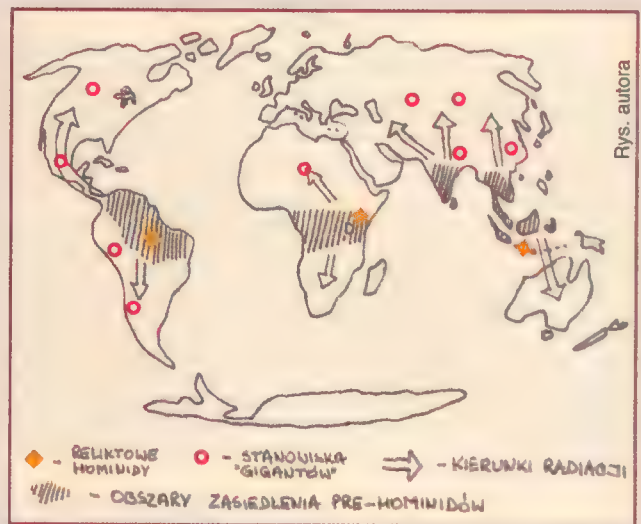 Rys. autora
- RELIKTOWE HOMINIDY
- STANOWISKA "GIGANTÓW"
- KIERUNKI RADIACJI
- OBSZARY ZASIEDLENIA PRE-HOMINIDÓW